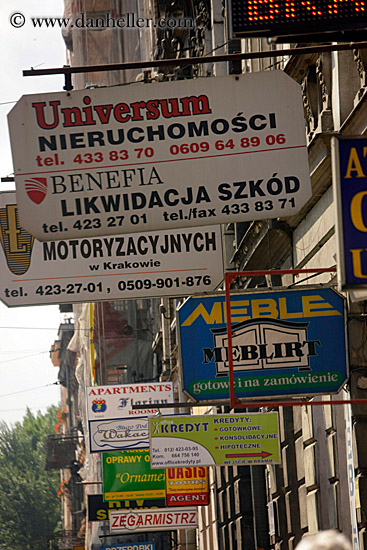 © www.danheller.com
Universum
NIERUCHOMOŚCI
tel. 433 83 70 0609 64 89 06
BENEFIA
LIKWIDACJA SZKÓD
tel. 423 27 01 tel./fax 433 83 71
MOTORYZACYJNYCH
w Krakowie
tel. 423-27-01, 0509-901-876
MEBLE
MEBLIRT
gotowe i na zamówienie
APARTMENTS
Florian
ROOMS
KREDYT
KREDYTY:
GOTÓWKOWE
KONSOLIDACYJNE
HIPOTECZNE
OPRAWY
"Ornament
AGENT
ZEGARMISTRZ